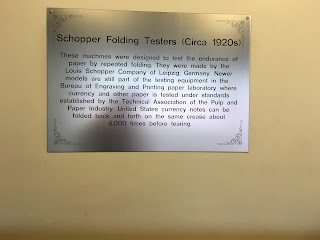 Schopper Folding Testers (Circa 1920s)
These machines were designed to test the endurance of
paper by repeated folding. They were made by the
Louis Schopper Company of Leipzig, Germany. Newer
models are still part of the testing equipment in the
Bureau of Engraving and Printing paper laboratory where
currency and other paper is tested under standards
established by the Technical Association of the Pulp and
Paper Industry. United States currency notes can be
folded back and forth on the same crease about
4,000 times before tearing.